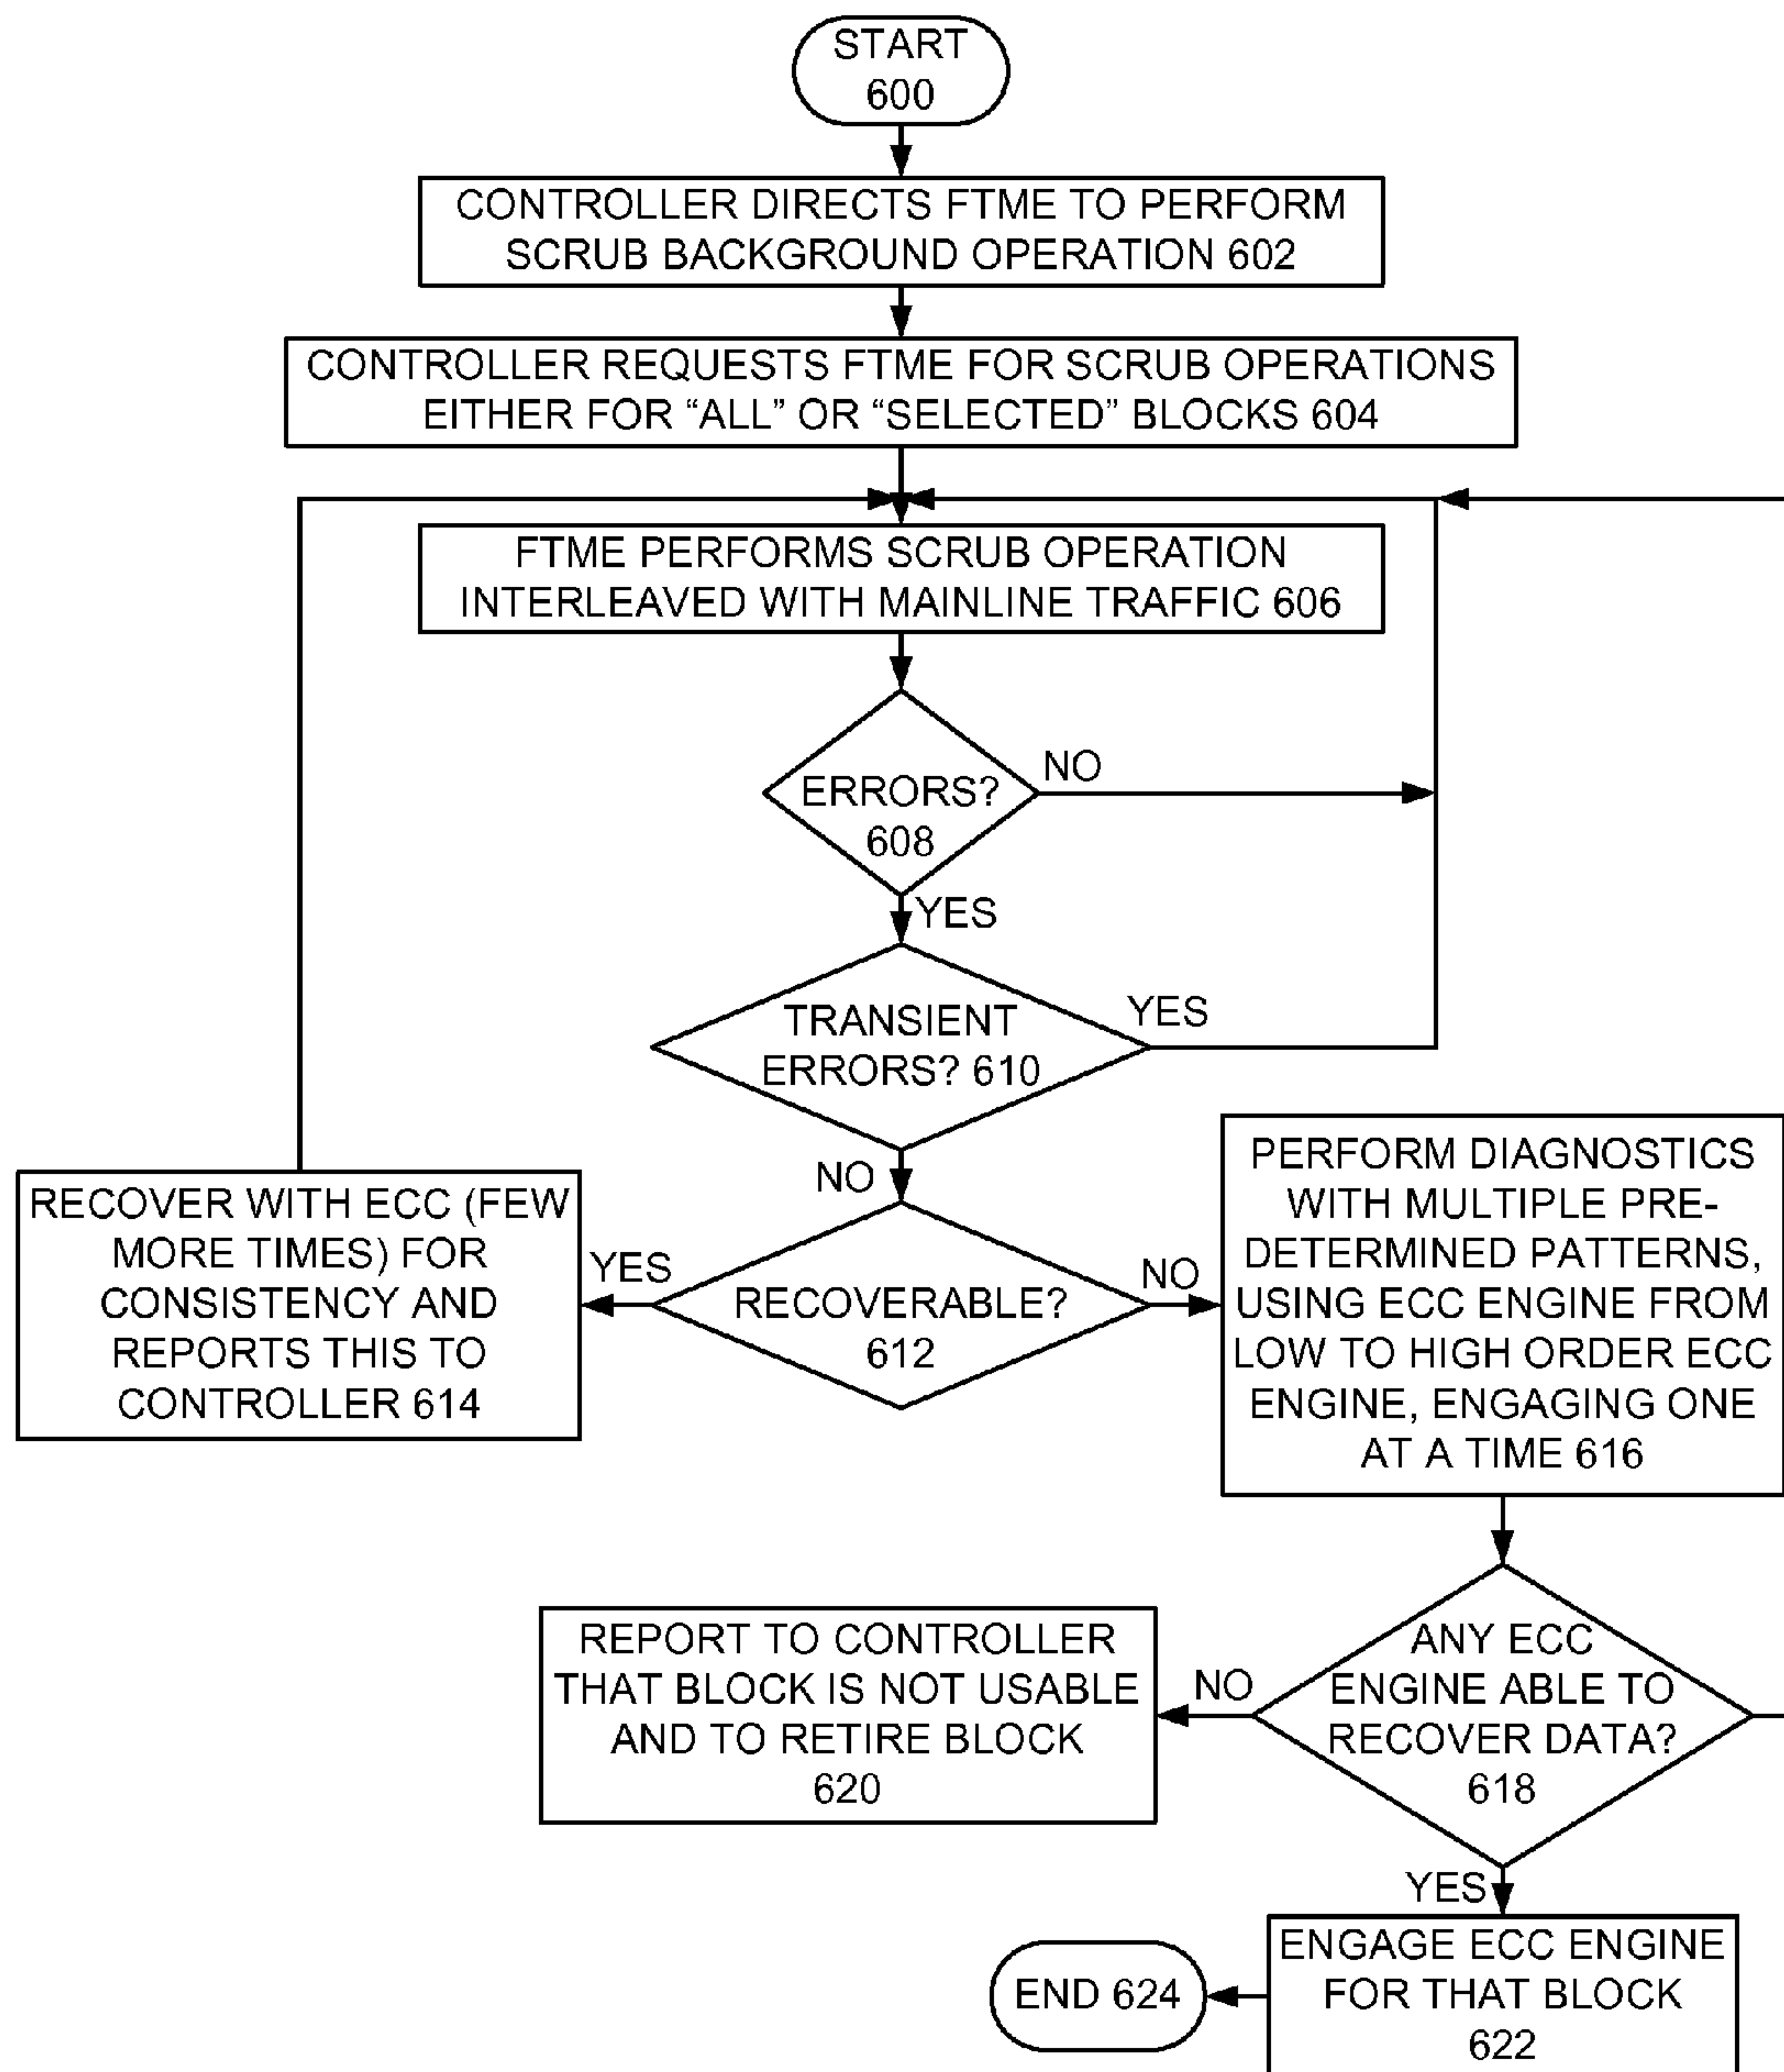 START
600
CONTROLLER DIRECTS FTME TO PERFORM
SCRUB BACKGROUND OPERATION 602
CONTROLLER REQUESTS FTME FOR SCRUB OPERATIONS
EITHER FOR “ALL” OR “SELECTED” BLOCKS 604
FTME PERFORMS SCRUB OPERATION
INTERLEAVED WITH MAINLINE TRAFFIC 606
ERRORS?
608
NO
YES
TRANSIENT
ERRORS? 610
YES
NO
RECOVERABLE?
612
YES
NO
RECOVER WITH ECC (FEW
MORE TIMES) FOR
CONSISTENCY AND
REPORTS THIS TO
CONTROLLER 614
PERFORM DIAGNOSTICS
WITH MULTIPLE PRE-
DETERMINED PATTERNS,
USING ECC ENGINE FROM
LOW TO HIGH ORDER ECC
ENGINE, ENGAGING ONE
AT A TIME 616
ANY ECC
ENGINE ABLE TO
RECOVER DATA?
618
NO
YES
REPORT TO CONTROLLER
THAT BLOCK IS NOT USABLE
AND TO RETIRE BLOCK
620
ENGAGE ECC ENGINE
FOR THAT BLOCK
622
END 624